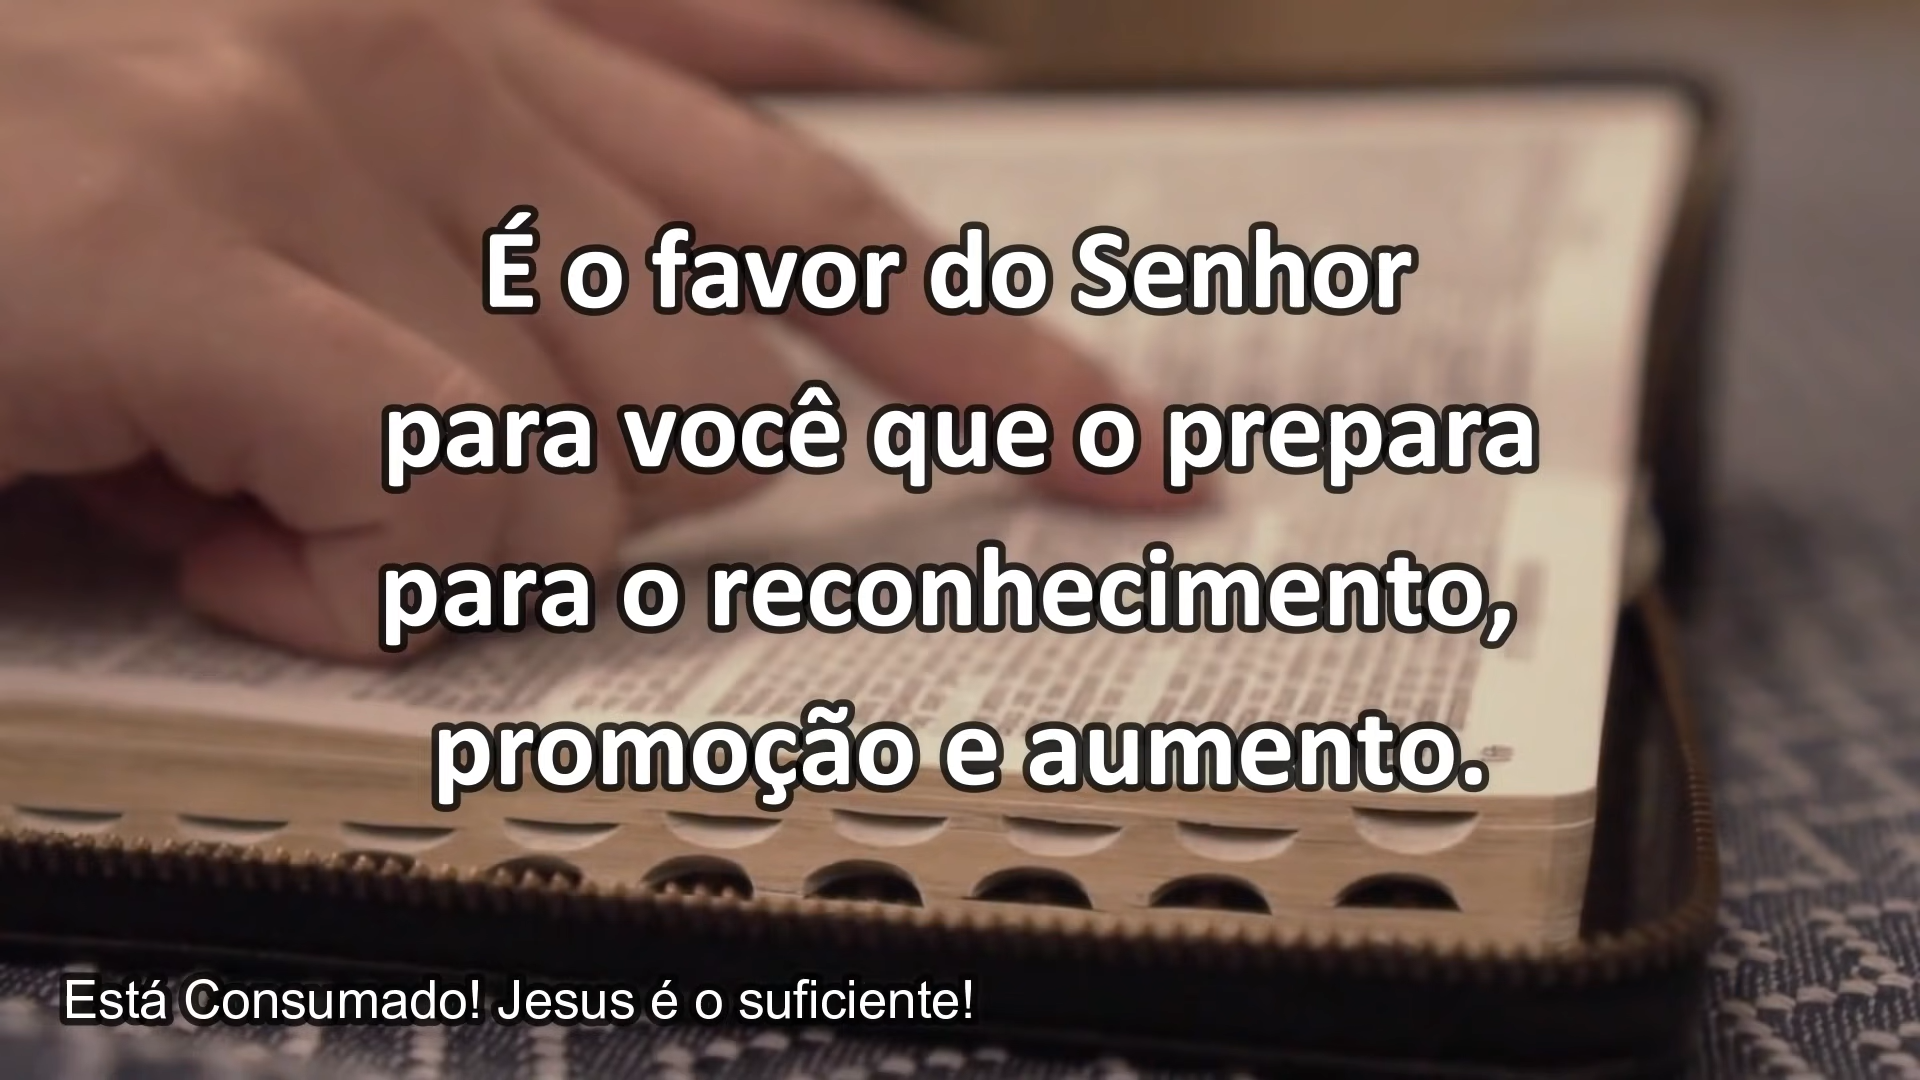 É o favor do Senhor
para você que o prepara
para o reconhecimento,
promoção e aumento.
Está Consumado! Jesus é o suficiente!